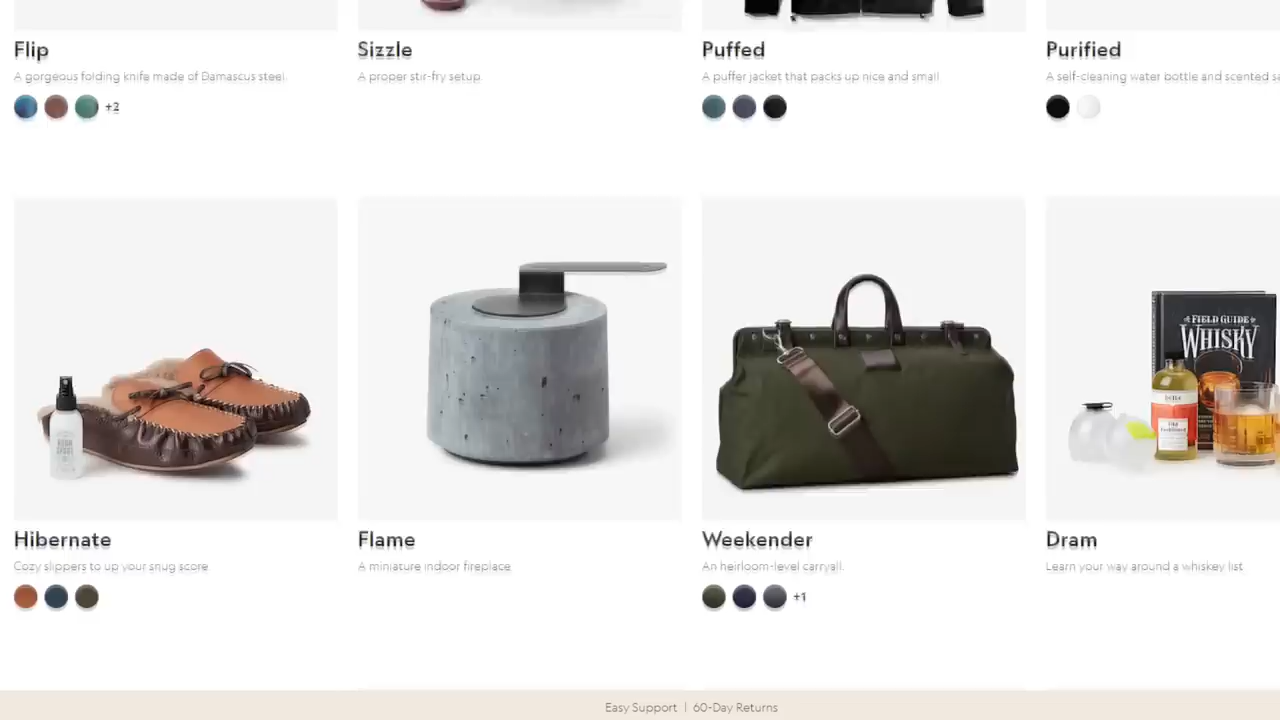 Flip
A gorgeous folding knife made of Damascus steel.
+2
Sizzle
A proper stir-fry setup.
Puffed
A puffer jacket that packs up nice and small
Purified
A self-cleaning water bottle and scented
FIELD GUIDE
WHISKY
Hibernate
Cozy slippers to up your snug score.
Flame
A miniature indoor fireplace.
Weekender
An heirloom-level carryall.
+1
Dram
Learn your way around a whiskey list
Easy Support | 60-Day Returns